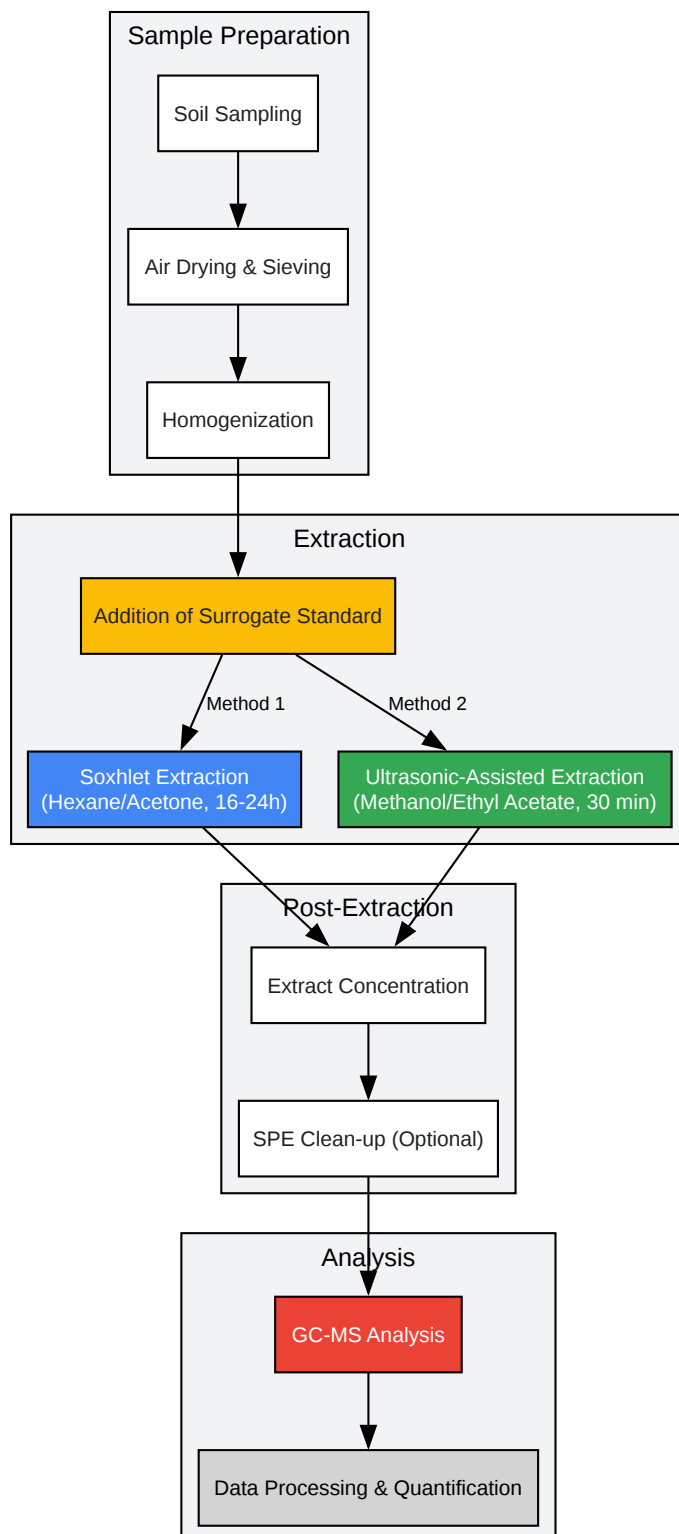 Sample Preparation
Soil Sampling
Air Drying & Sieving
Homogenization
Extraction
Addition of Surrogate Standard
Method 1
Method 2
Soxhlet Extraction
(Hexane/Acetone, 16-24h)
Ultrasonic-Assisted Extraction
(Methanol/Ethyl Acetate, 30 min)
Post-Extraction
Extract Concentration
SPE Clean-up (Optional)
Analysis
GC-MS Analysis
Data Processing & Quantification